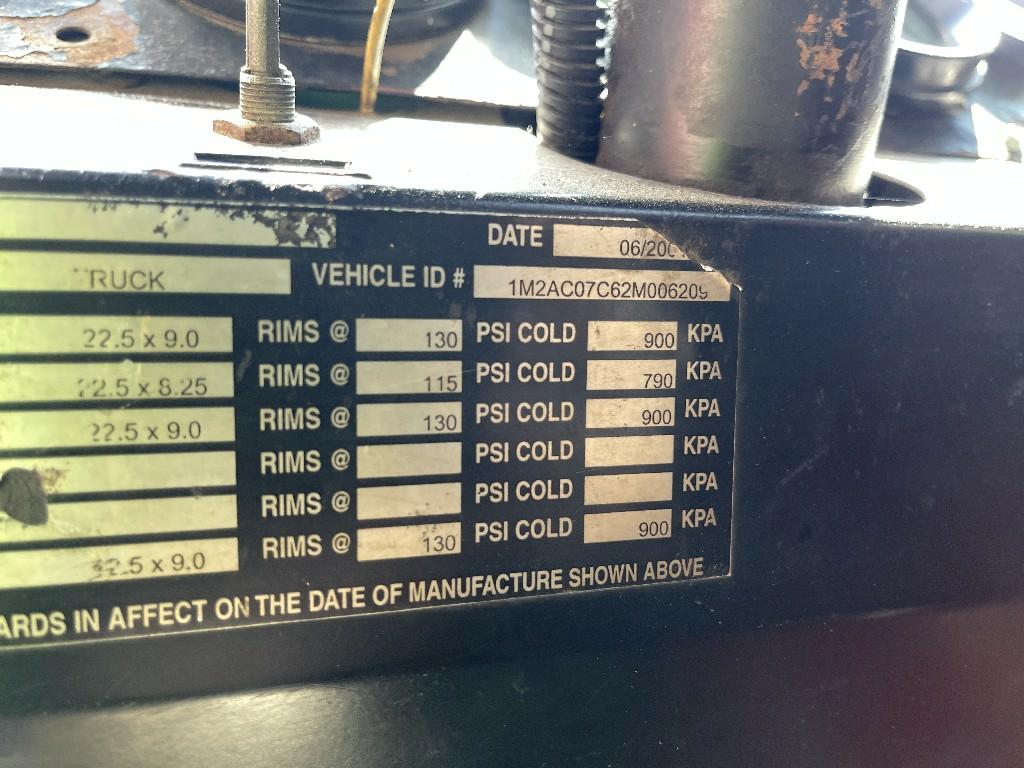 DATE 06/200
TRUCK VEHICLE ID # 1M2AC07C62M006209
22.5 x 9.0 RIMS @ 130 PSI COLD 900 KPA
22.5 x 8.25 RIMS @ 115 PSI COLD 790 KPA
22.5 x 9.0 RIMS @ 130 PSI COLD 900 KPA
RIMS @ PSI COLD KPA
RIMS @ PSI COLD KPA
22.5 x 9.0 RIMS @ 130 PSI COLD 900 KPA
ARDS IN AFFECT ON THE DATE OF MANUFACTURE SHOWN ABOVE